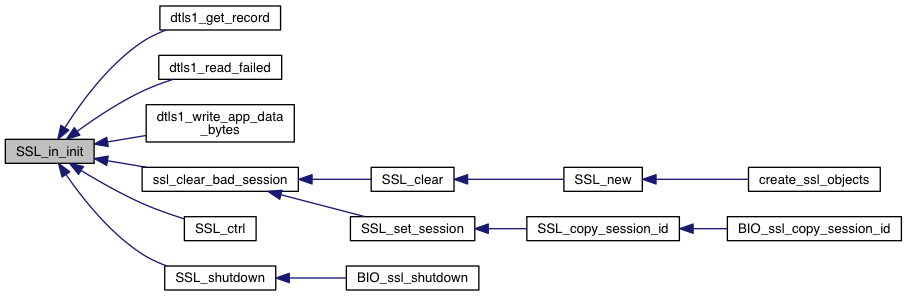 dtls1_get_record
dtls1_read_failed
dtls1_write_app_data
_bytes
SSL_in_init
ssl_clear_bad_session
SSL_clear
SSL_new
create_ssl_objects
SSL_ctrl
SSL_set_session
SSL_copy_session_id
BIO_ssl_copy_session_id
SSL_shutdown
BIO_ssl_shutdown